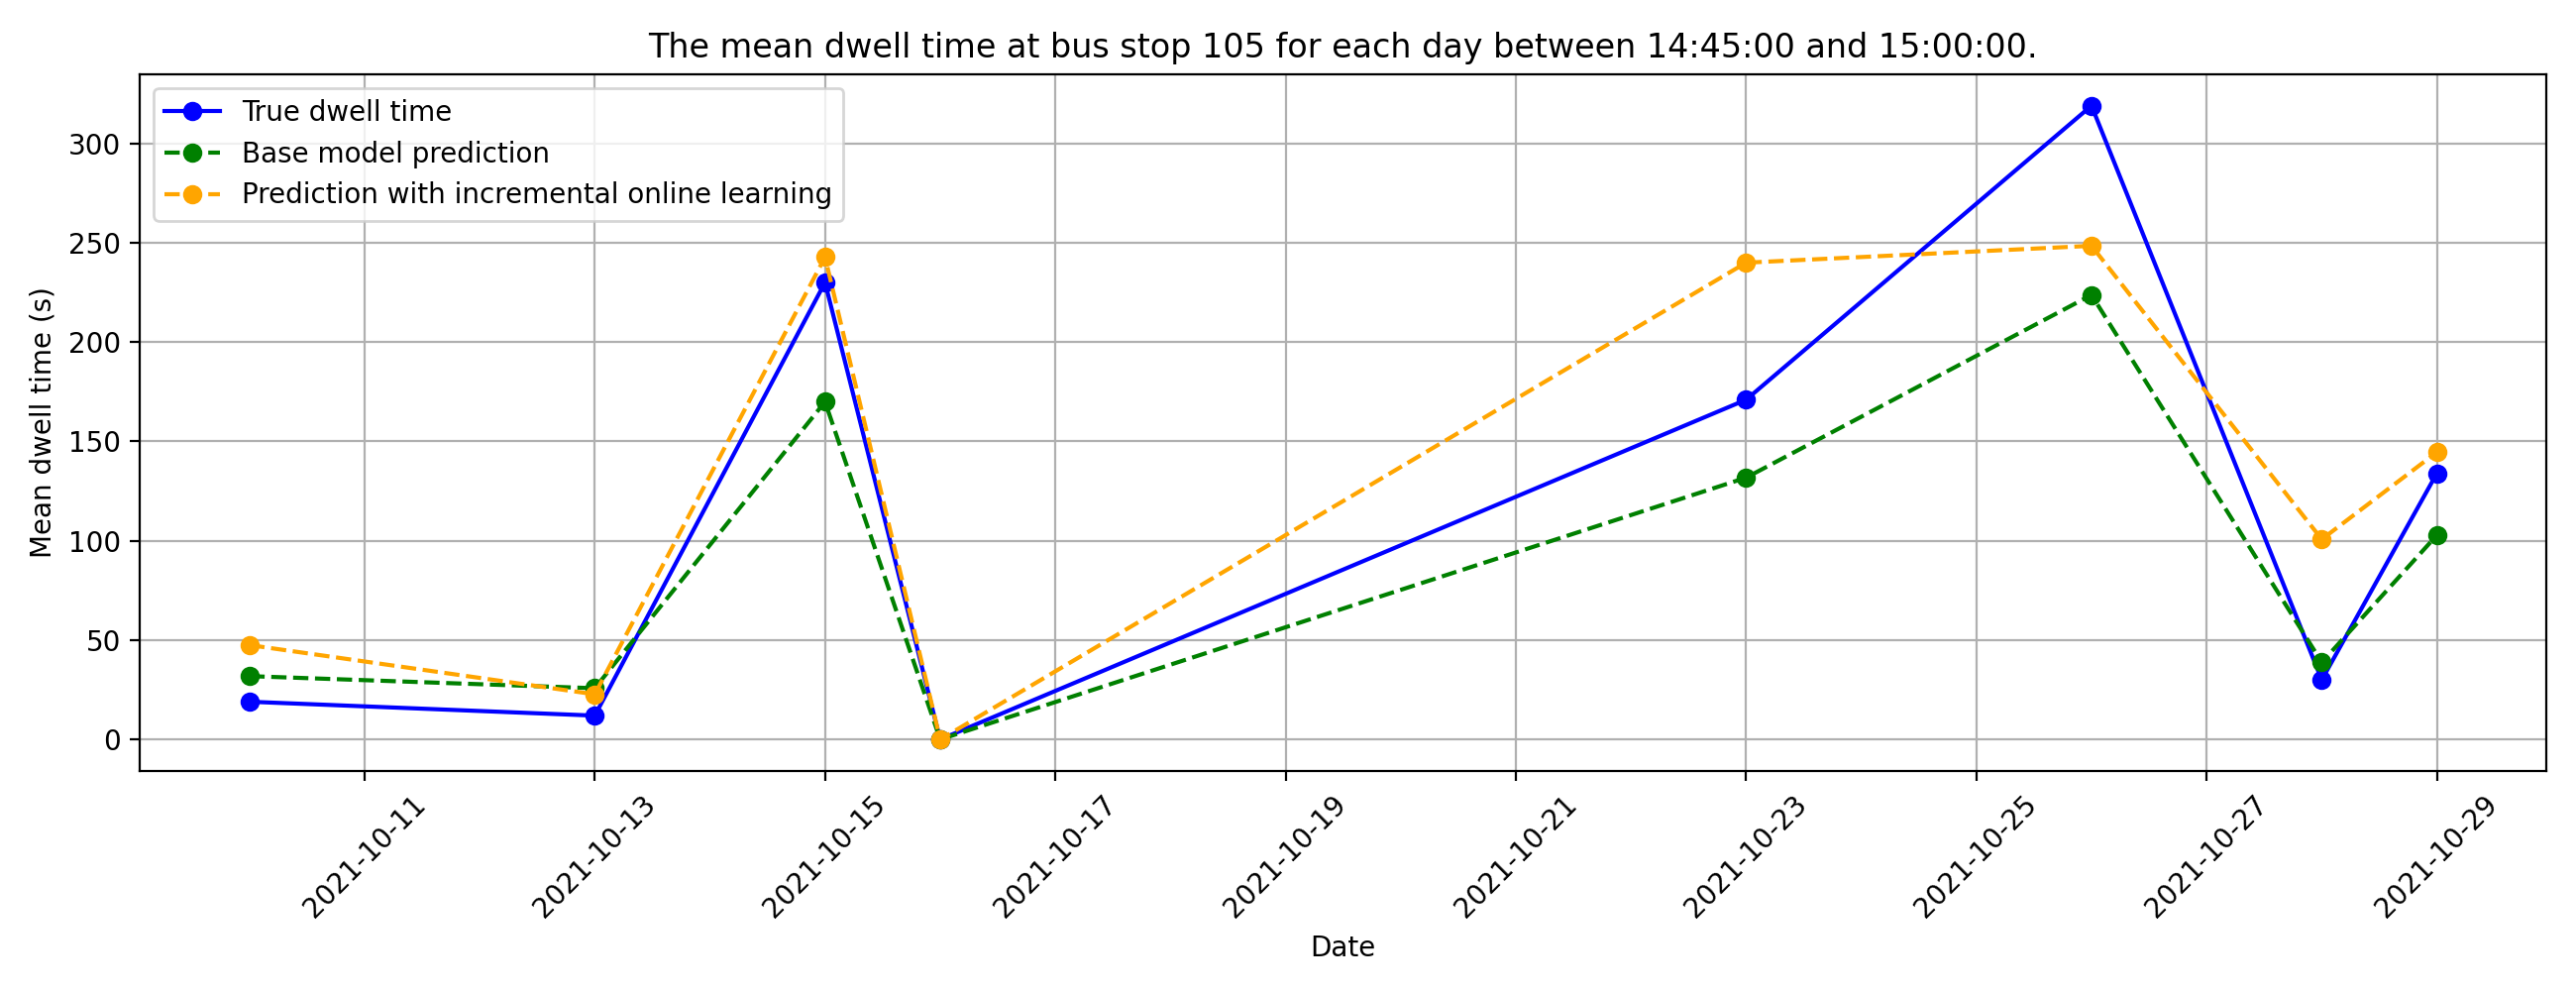 The mean dwell time at bus stop 105 for each day between 14:45:00 and 15:00:00.
True dwell time
Base model prediction
Prediction with incremental online learning
Mean dwell time (s)
300
250
200
150
100
50
0
2021-10-11
2021-10-13
2021-10-15
2021-10-17
2021-10-19
2021-10-21
2021-10-23
2021-10-25
2021-10-27
2021-10-29
Date